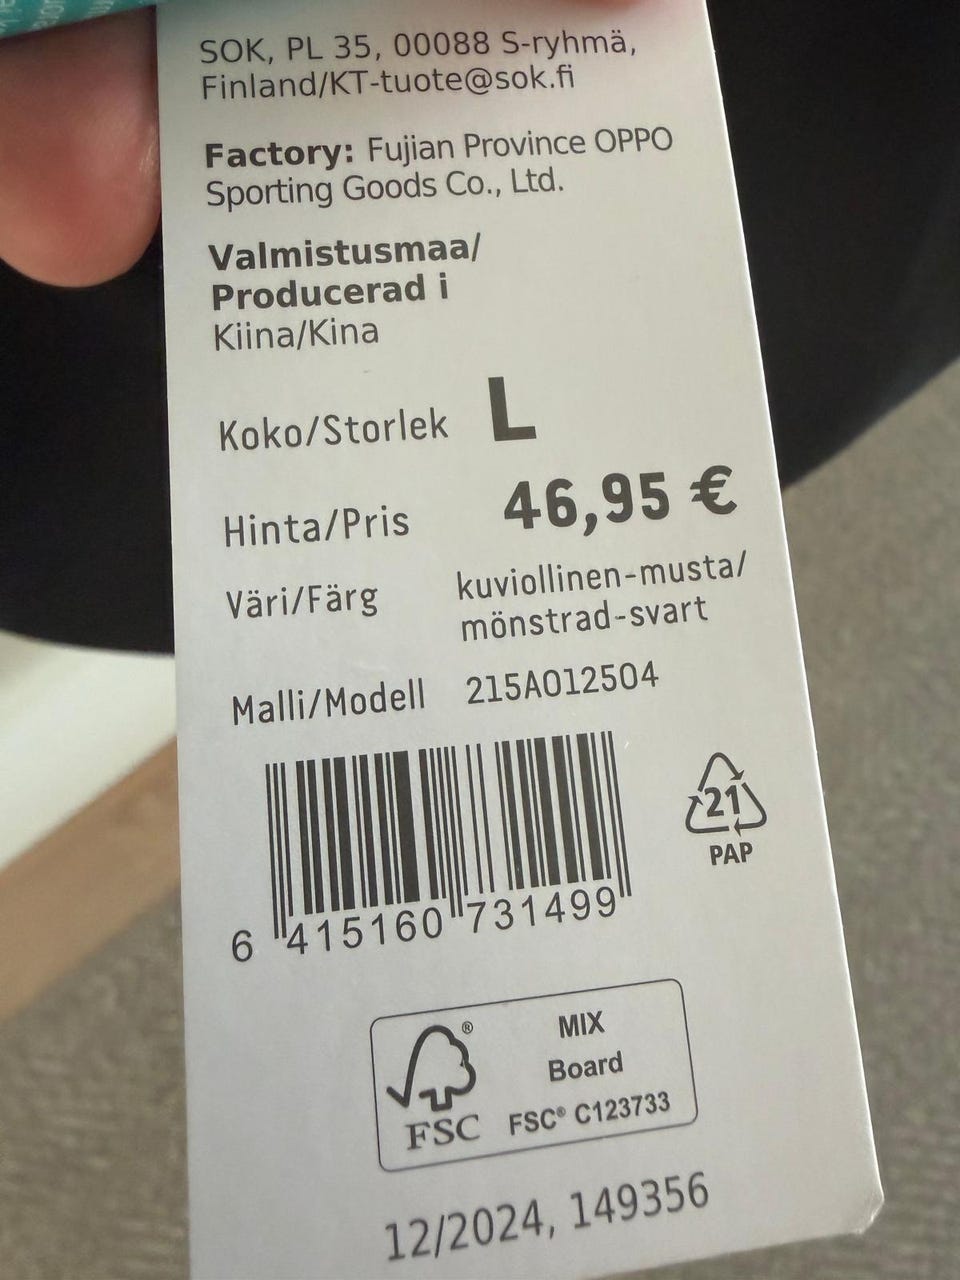 SOK, PL 35, 00088 S-ryhmä,
Finland/KT-tuote@sok.fi
Factory: Fujian Province OPPO
Sporting Goods Co., Ltd.
Valmistusmaa/
Producerad i
Kiina/Kina
Koko/Storlek L
Hinta/Pris 46,95 €
Väri/Färg kuviollinen-musta/
mönstrad-svart
Malli/Modell 215A012504
21
PAP
6 415160 731499
MIX
Board
FSC® C123733
® FSC
12/2024, 149356